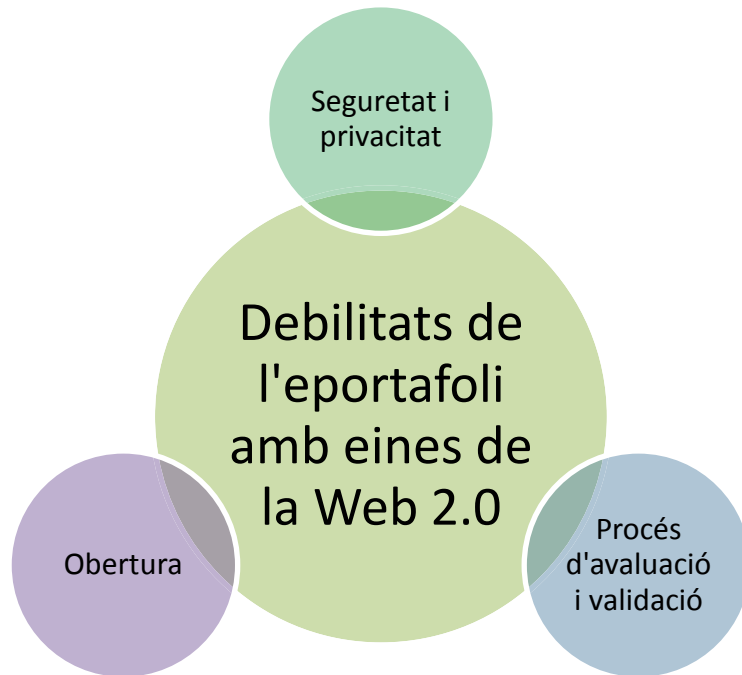 Seguretat i
privacitat
Debilitats de
l'eportafoli
amb eines de
la Web 2.0
Obertura
Procés
d'avaluació
i validació